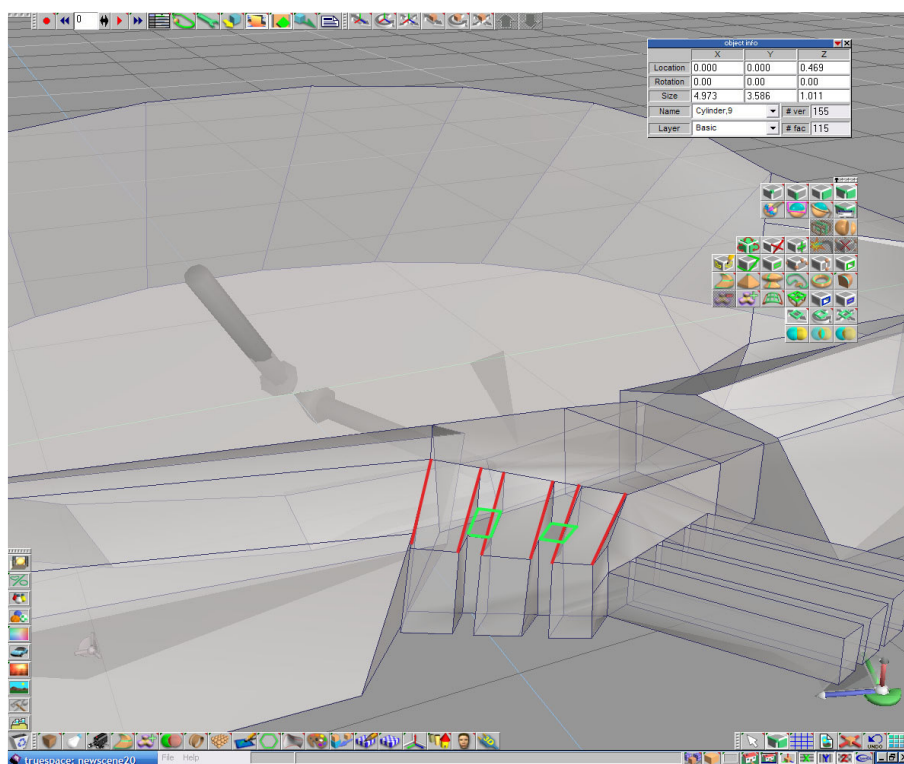 0
object info
X Y Z
Location 0.000 0.000 0.469
Rotation 0.00 0.00 0.00
Size 4.973 3.586 1.011
Name Cylinder,9 # ver 155
Layer Basic # fac 115
UNDO
truespace: newscene20 File Help